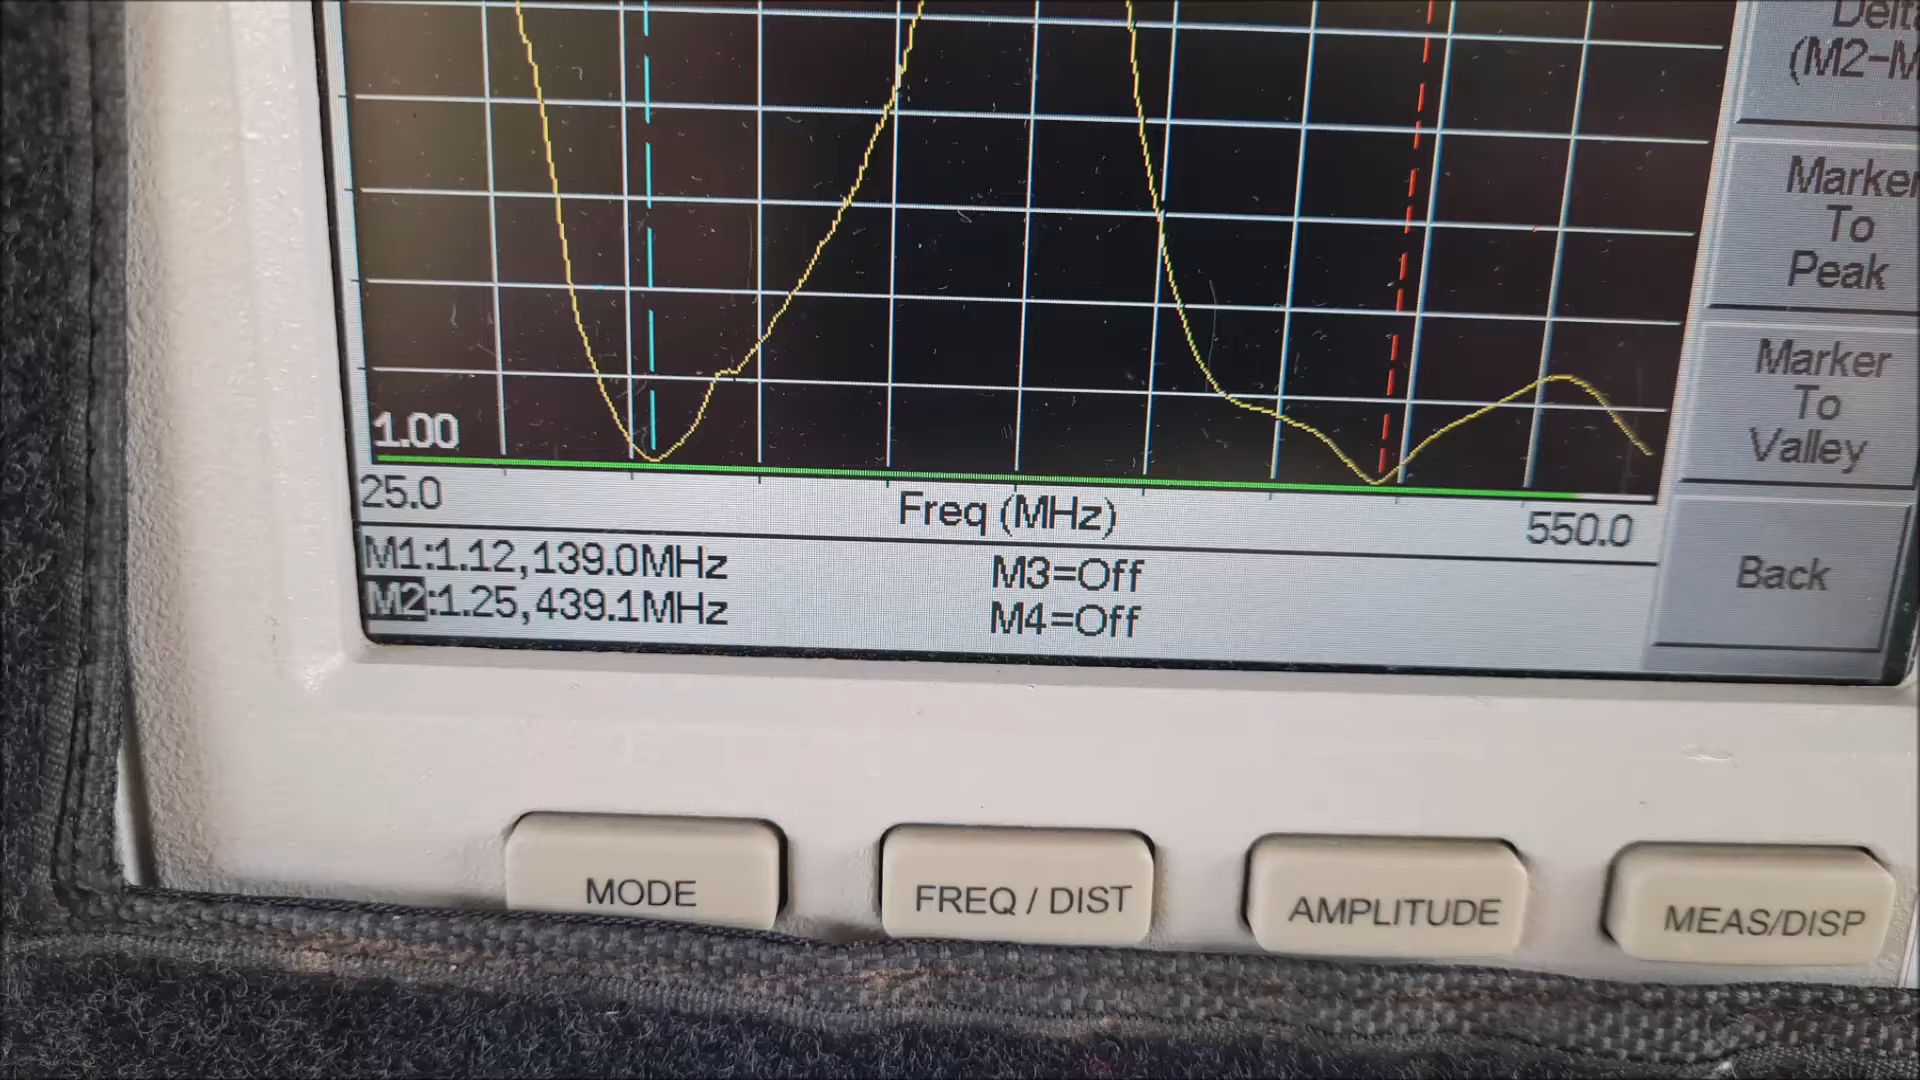 (M2-M
Marker
To
Peak
Marker
To
Valley
1.00
25.0
Freq (MHz)
550.0
M1:1.12,139.0MHz
M3=Off
Back
M2:1.25,439.1MHz
M4=Off
MODE
FREQ / DIST
AMPLITUDE
MEAS/DISP